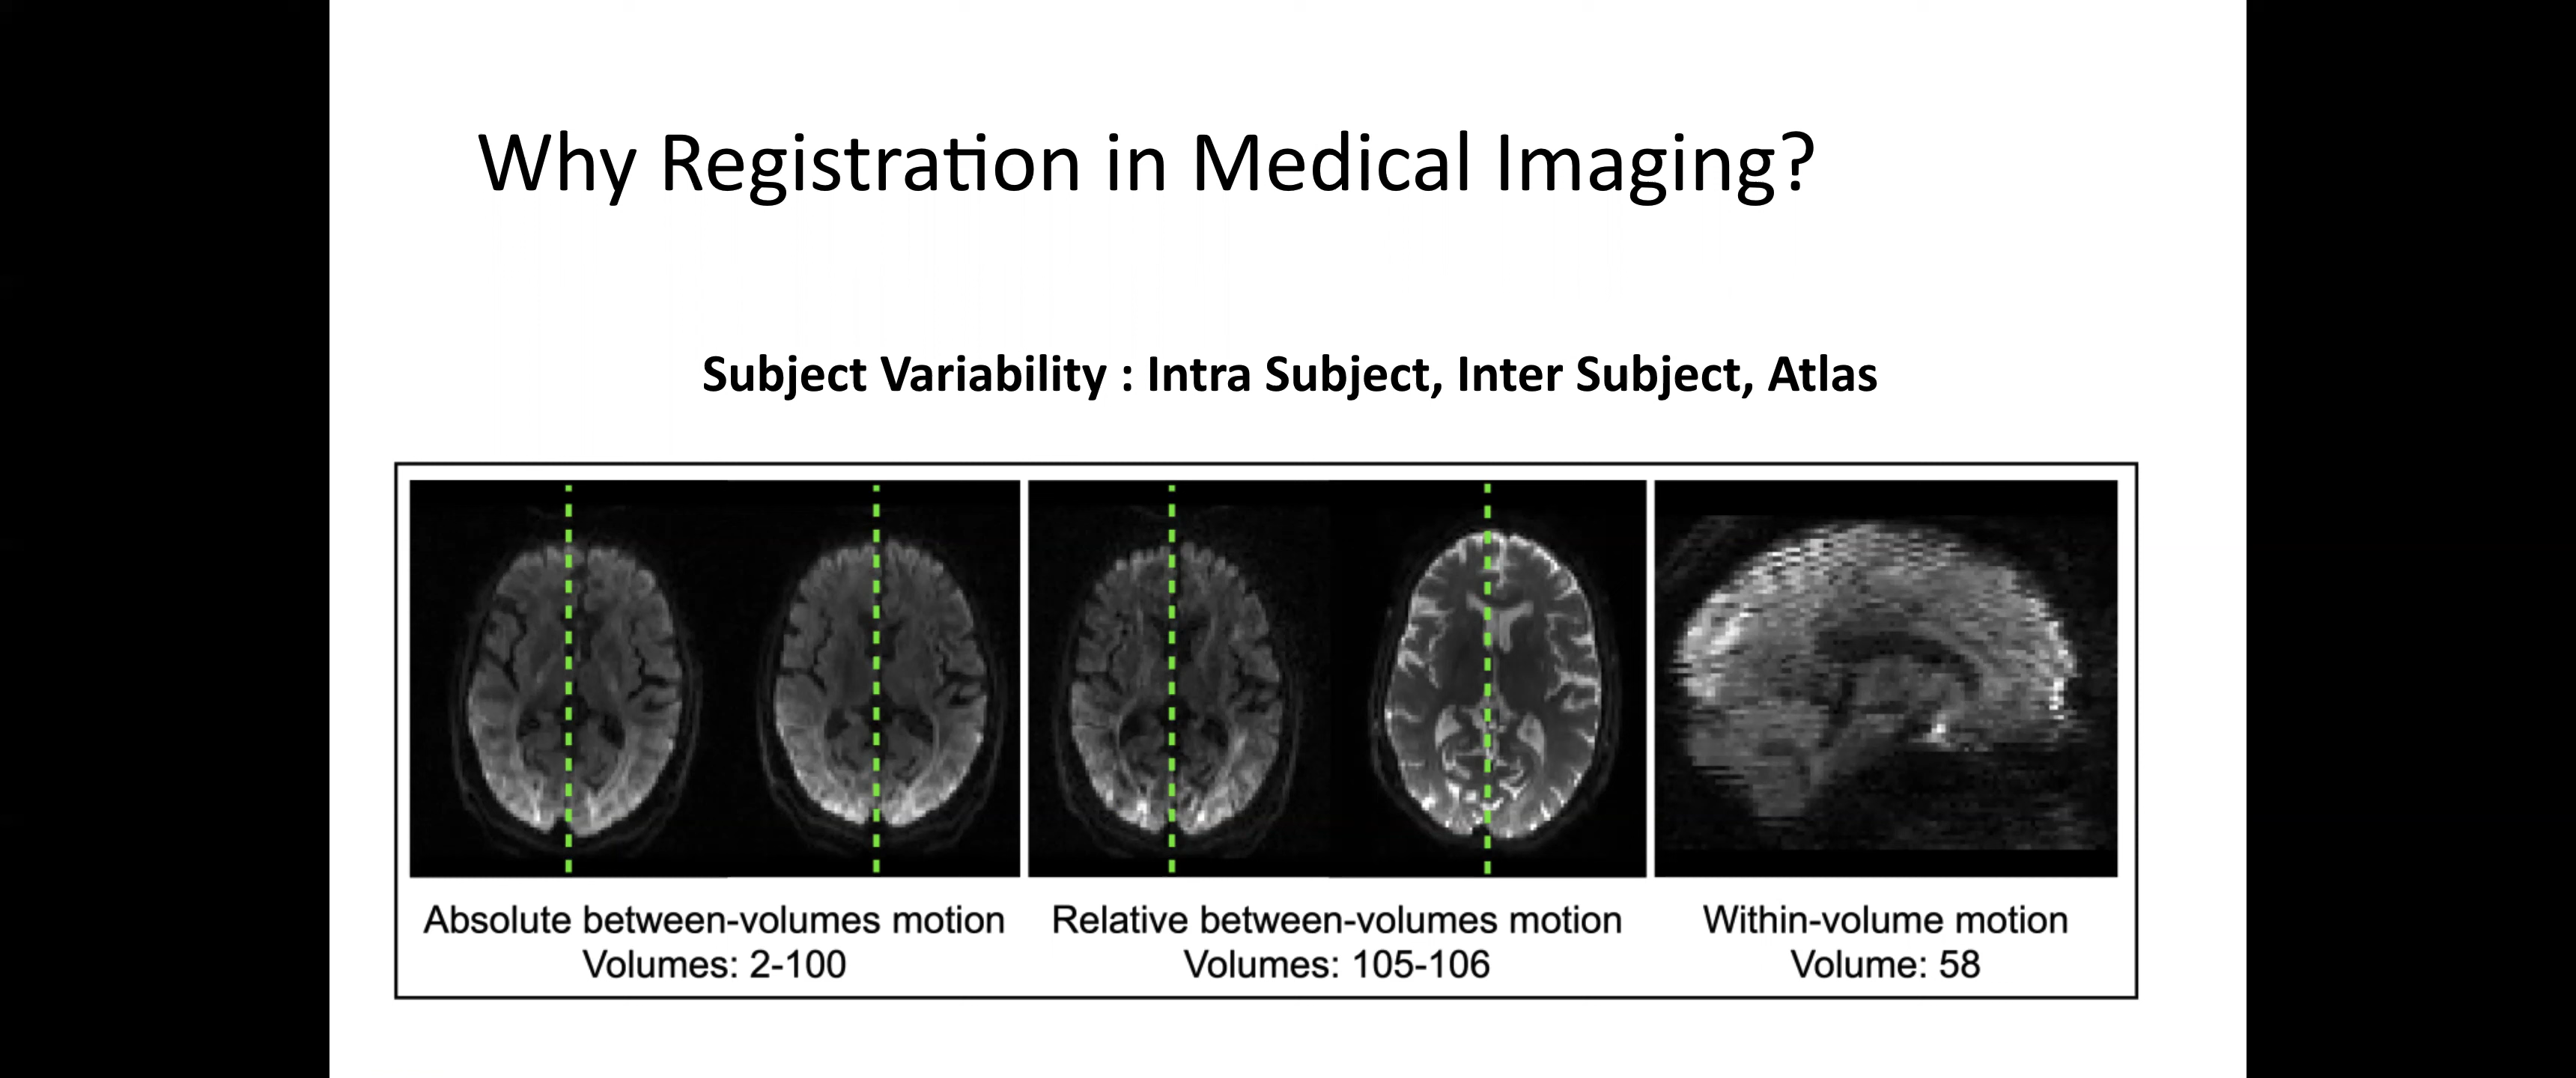 Why Registration in Medical Imaging?
Subject Variability : Intra Subject, Inter Subject, Atlas
Absolute between-volumes motion
Volumes: 2-100
Relative between-volumes motion
Volumes: 105-106
Within-volume motion
Volume: 58